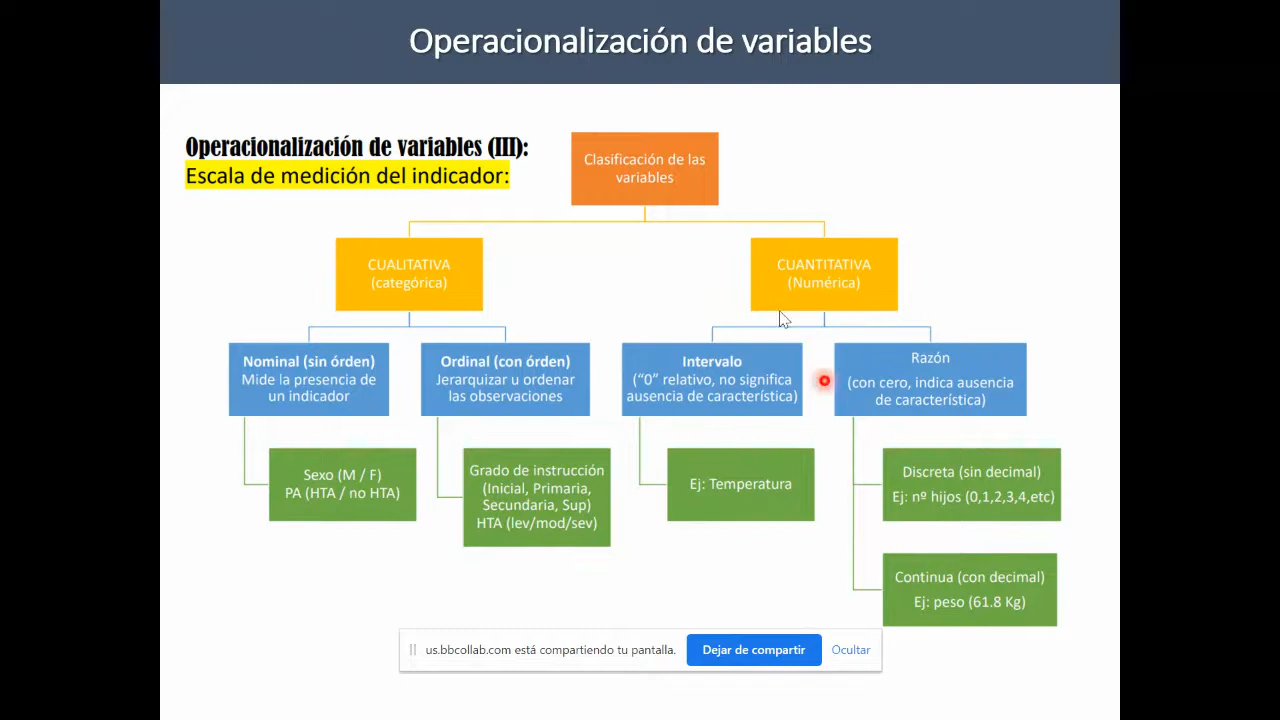 Operacionalización de variables
Operacionalización de variables (III):
Escala de medición del indicador:
Clasificación de las
variables
CUALITATIVA
(categórica)
CUANTITATIVA
(Numérica)
Nominal (sin órden)
Mide la presencia de
un indicador
Ordinal (con órden)
Jerarquizar u ordenar
las observaciones
Intervalo
("0" relativo, no significa
ausencia de característica)
Razón
(con cero, indica ausencia
de característica)
Sexo (M / F)
PA (HTA / no HTA)
Grado de instrucción
(Inicial, Primaria,
Secundaria, Sup)
HTA (lev/mod/sev)
Ej: Temperatura
Discreta (sin decimal)
Ej: nº hijos (0,1,2,3,4,etc)
Continua (con decimal)
Ej: peso (61.8 Kg)
us.bbcollab.com está compartiendo tu pantalla.
Dejar de compartir
Ocultar